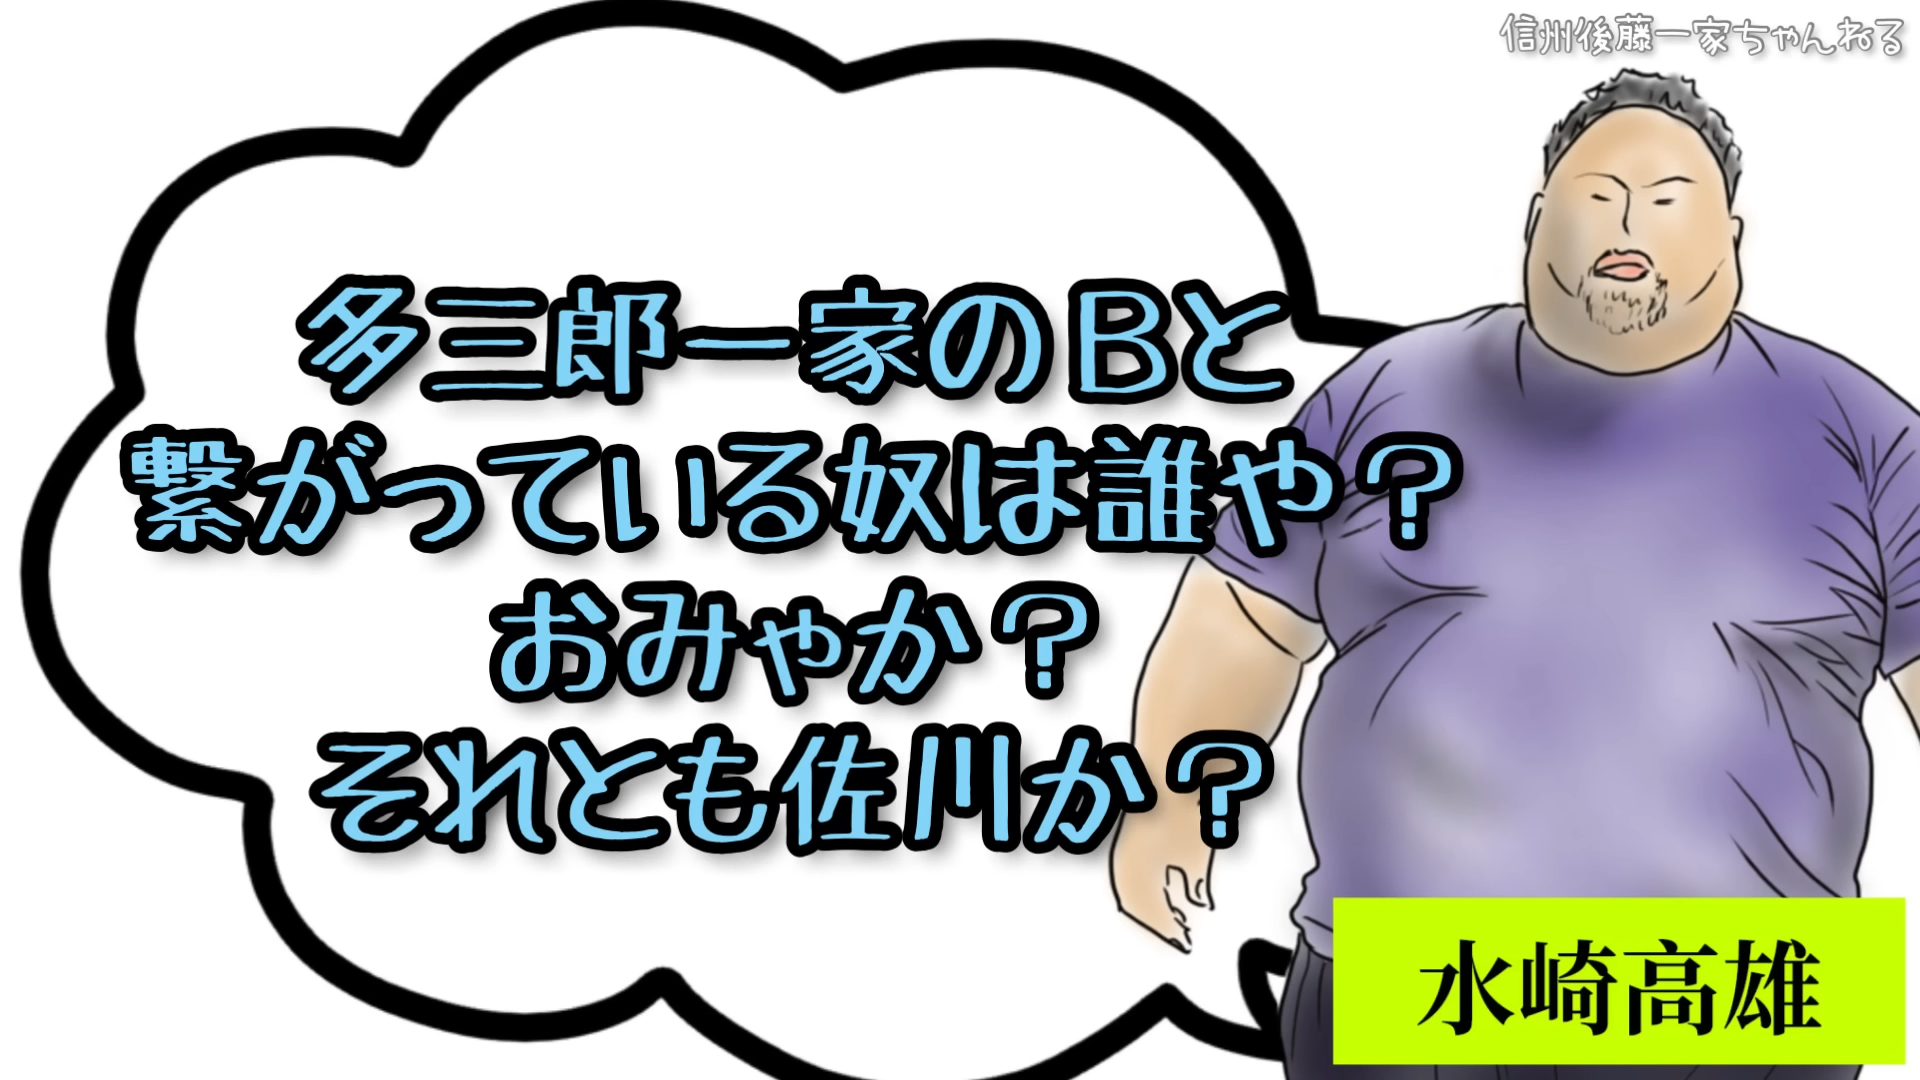 信州後藤一家ちゃんねる
多三郎一家のBと
繋がっている奴は誰や?
おみゃか?
それとも佐川か?
水崎高雄